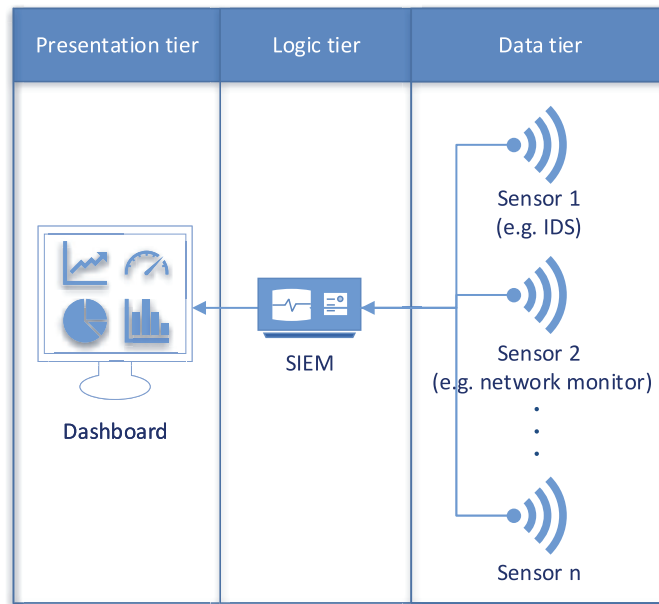 Presentation tier
Logic tier
Data tier
Sensor 1
(e.g. IDS)
Sensor 2
(e.g. network monitor)
SIEM
Dashboard
Sensor n